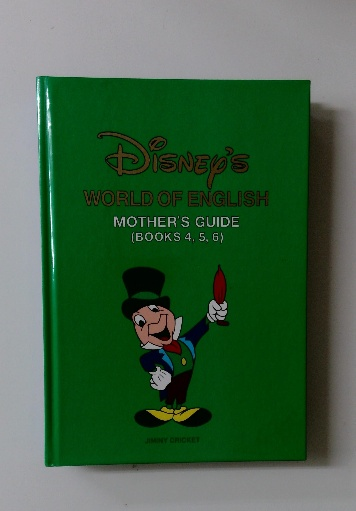 Disney's
WORLD OF ENGLISH
MOTHER'S GUIDE
(BOOKS 4, 5, 6)
JIMINY CRICKET